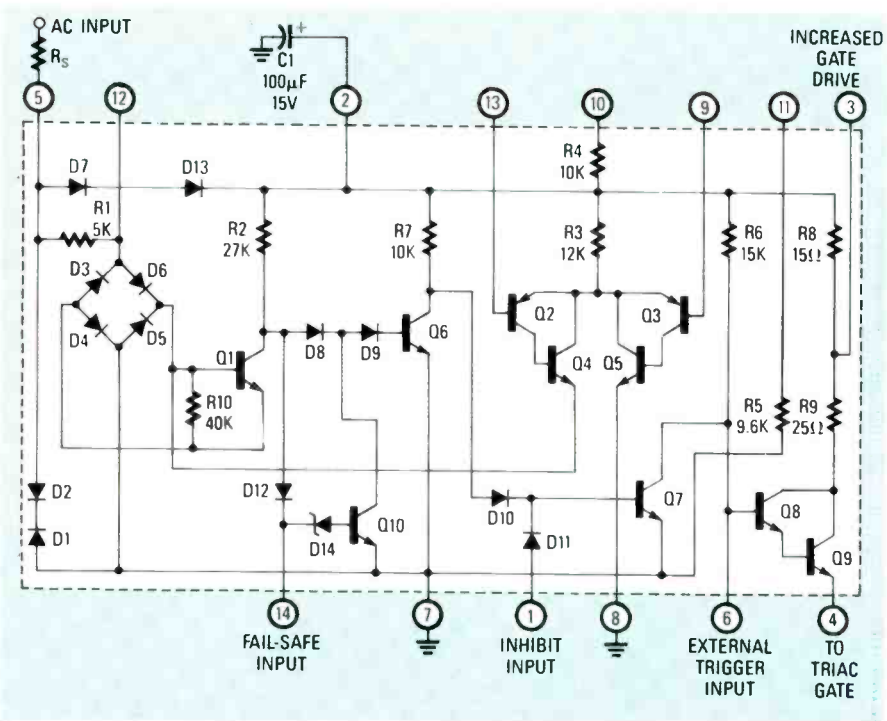 AC INPUT
RS
C1
100µF
15V
+
INCREASED
GATE
DRIVE
5
12
2
13
10
9
11
3
D7
D13
R4
10K
R1
5K
R2
27K
R7
10K
R3
12K
R6
15K
R8
15Ω
D3
D6
D4
D5
Q2
Q3
Q1
D8
D9
Q6
Q4
Q5
R10
40K
R5
9.6K
R9
25Ω
D2
D12
D10
Q7
Q8
D1
D14
Q10
D11
Q9
14
7
1
8
6
4
FAIL-SAFE
INPUT
INHIBIT
INPUT
EXTERNAL
TRIGGER
INPUT
TO
TRIAC
GATE